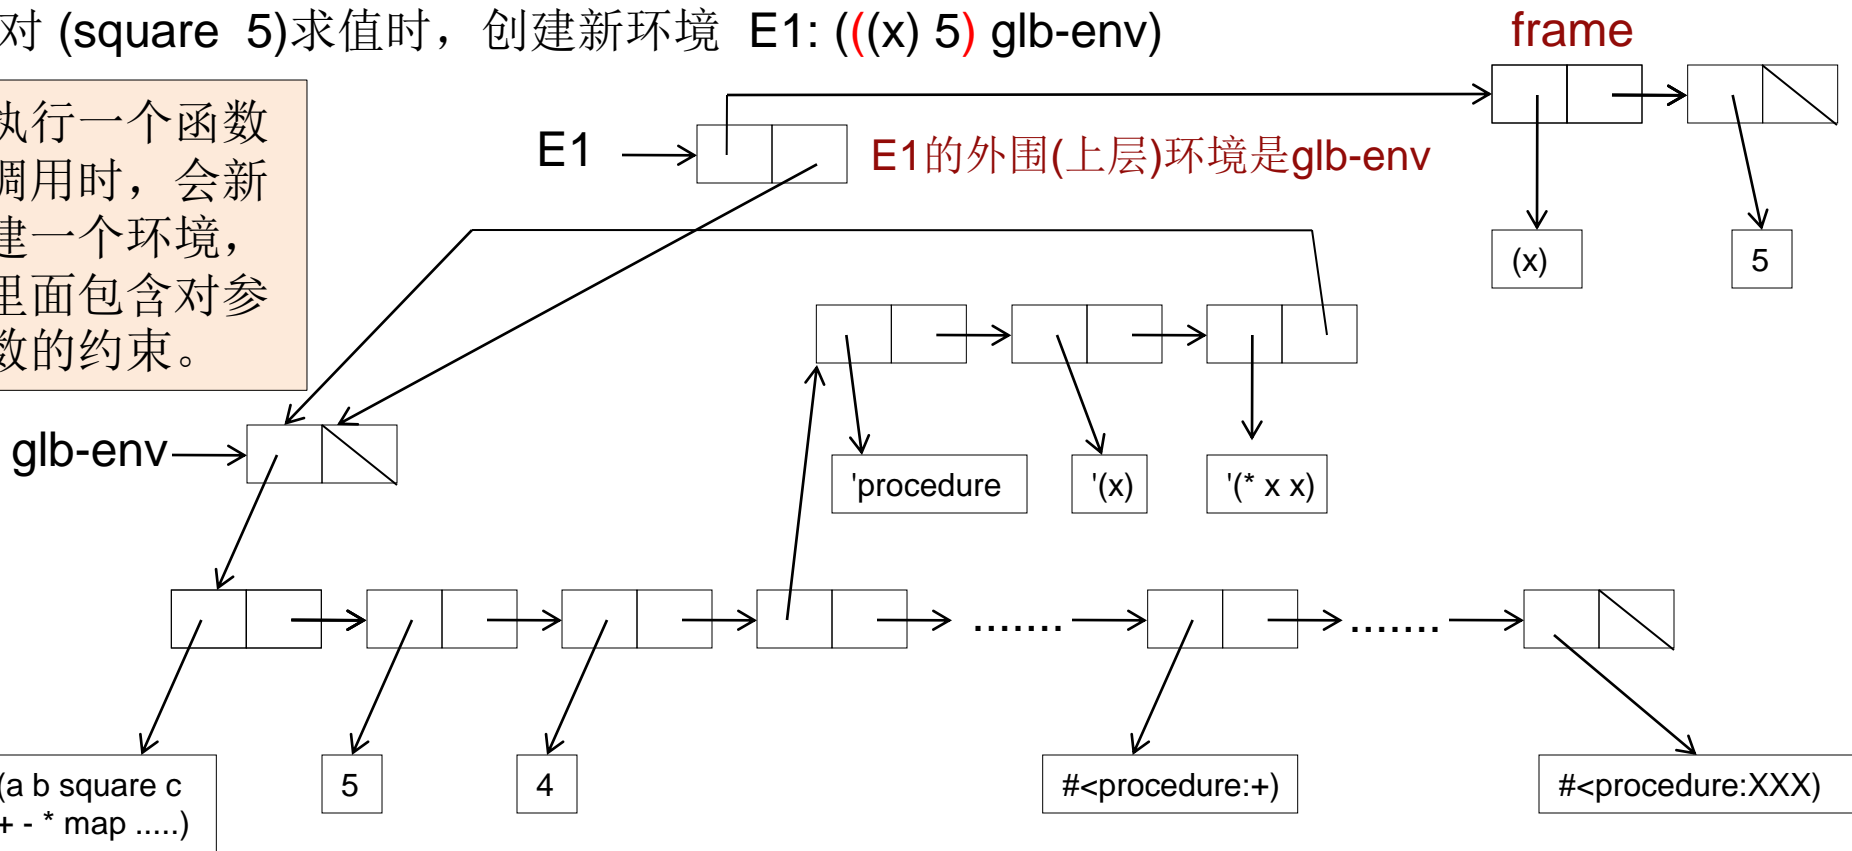 对 (square 5)求值时，创建新环境 E1: (((x) 5) glb-env)
frame
执行一个函数
调用时，会新
建一个环境，
里面包含对参
数的约束。
E1
E1的外围(上层)环境是glb-env
(x)
5
glb-env
'procedure
'(x)
'(* x x)
.......
.......
(a b square c
+ - * map .....)
5
4
#<procedure:+)
#<procedure:XXX)